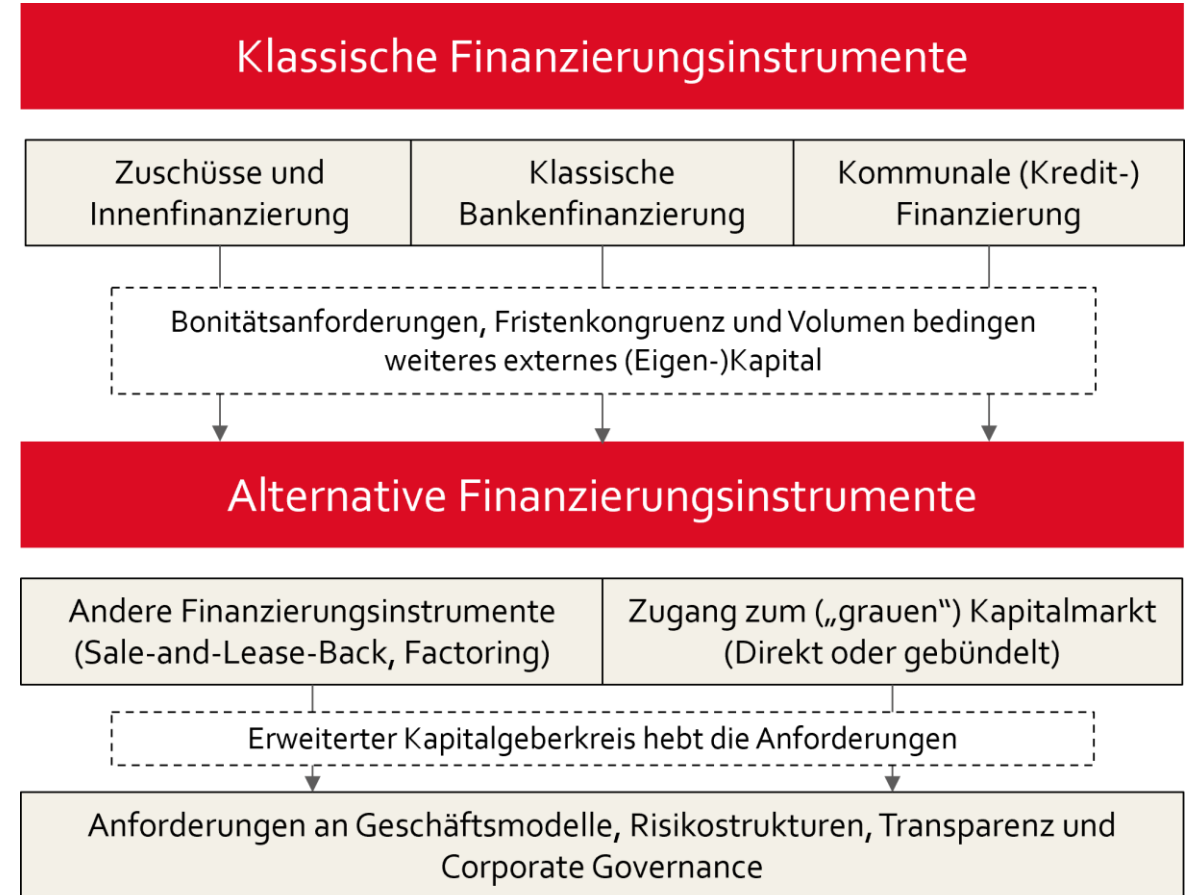 Klassische Finanzierungsinstrumente
Zuschüsse und
Innenfinanzierung
Klassische
Bankenfinanzierung
Kommunale (Kredit-)
Finanzierung
Bonitätsanforderungen, Fristenkongruenz und Volumen bedingen
weiteres externes (Eigen-)Kapital
Alternative Finanzierungsinstrumente
Andere Finanzierungsinstrumente
(Sale-and-Lease-Back, Factoring)
Zugang zum („grauen“) Kapitalmarkt
(Direkt oder gebündelt)
Erweiterter Kapitalgeberkreis hebt die Anforderungen
Anforderungen an Geschäftsmodelle, Risikostrukturen, Transparenz und
Corporate Governance